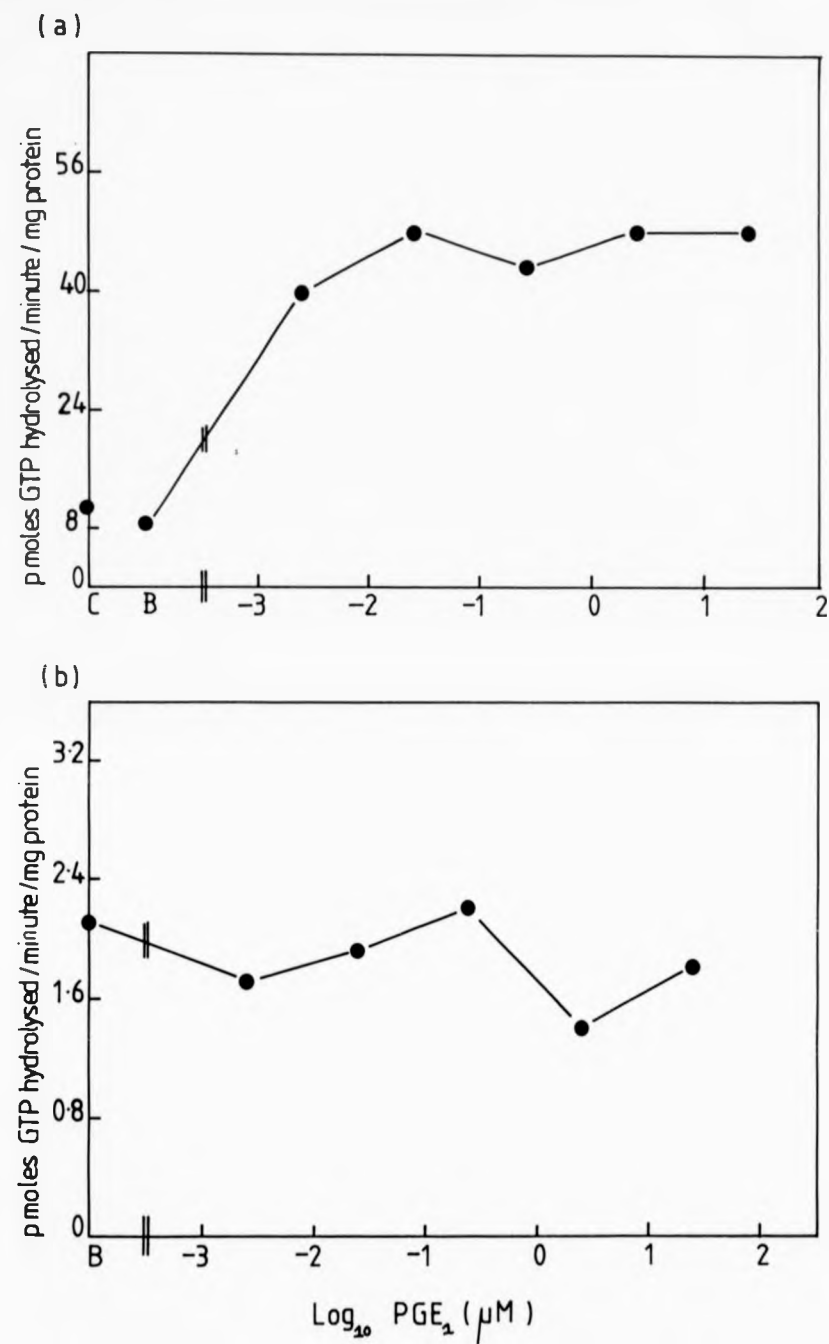 (a)
pmoles GTP hydrolysed/minute/mg protein
56
40
24
8
0
C B -3 -2 -1 0 1 2
(b)
pmoles GTP hydrolysed/minute/mg protein
3·2
2·4
1·6
0·8
0
B -3 -2 -1 0 1 2
Log₁₀ PGE₁ (µM)